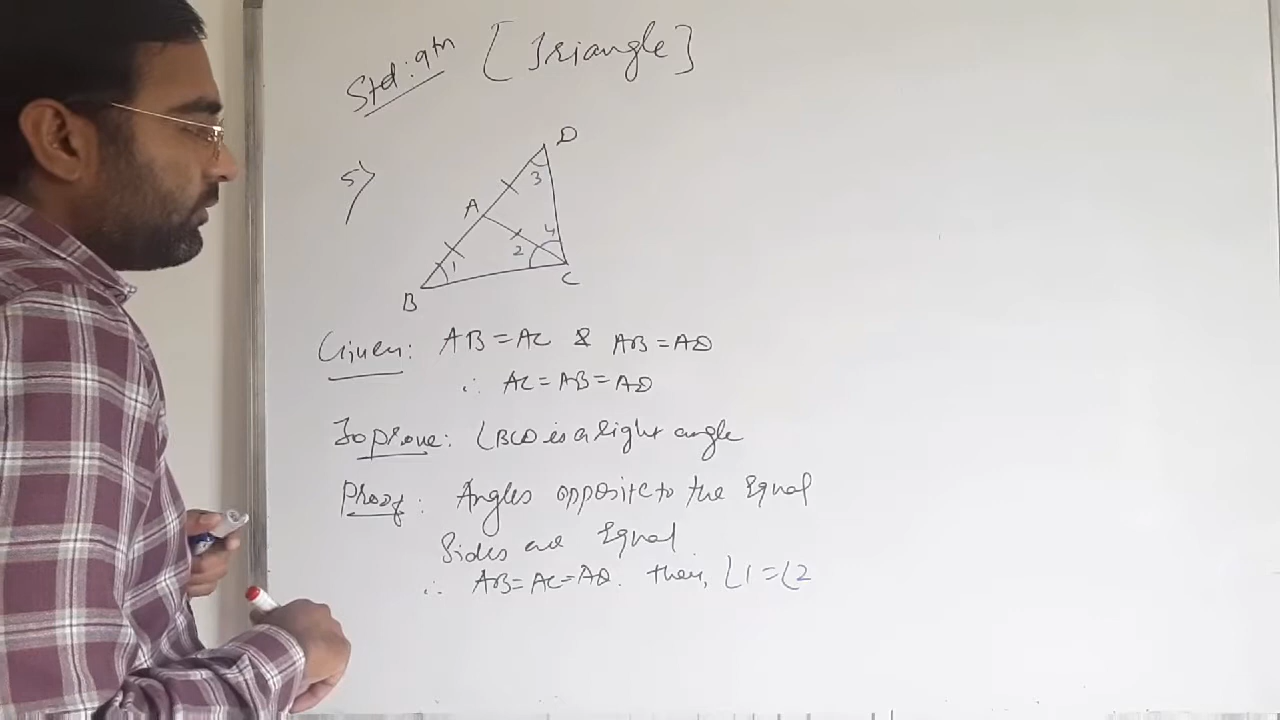 Std: 9th [Triangle]
5)
D
3
A
4
2
1
C
B
Given: AB = AC & AB = AD
∴ AC = AB = AD
To prove: ∠BCD is a right angle
Proof: Angles opposite to the Equal
Sides are Equal
∴ AB = AC = AD. then, ∠1 = ∠2